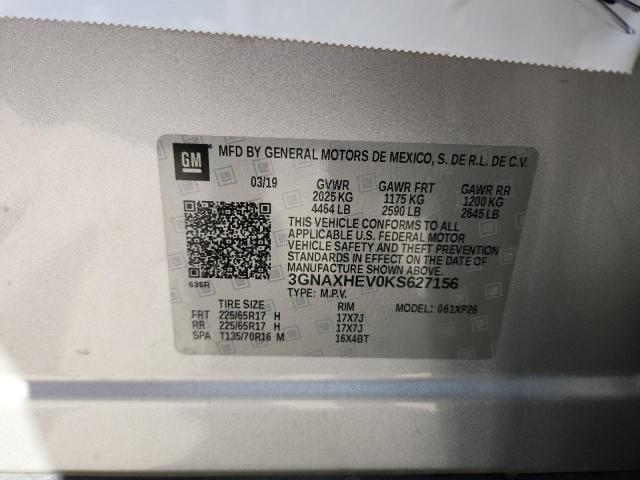 GM
MFD BY GENERAL MOTORS DE MEXICO, S. DE R.L. DE C.V.
03/19 GVWR GAWR FRT GAWR RR
2025 KG 1175 KG 1200 KG
4464 LB 2590 LB 2645 LB
THIS VEHICLE CONFORMS TO ALL
APPLICABLE U.S. FEDERAL MOTOR
VEHICLE SAFETY AND THEFT PREVENTION
STANDARDS IN EFFECT ON THE DATE OF
MANUFACTURE SHOWN ABOVE.
3GNAXHEV0KS627156
636R
TYPE: M.P.V. MODEL: 061XP26
TIRE SIZE RIM
FRT 225/65R17 H 17X7J
RR 225/65R17 H 17X7J
SPA T135/70R16 M 16X4BT